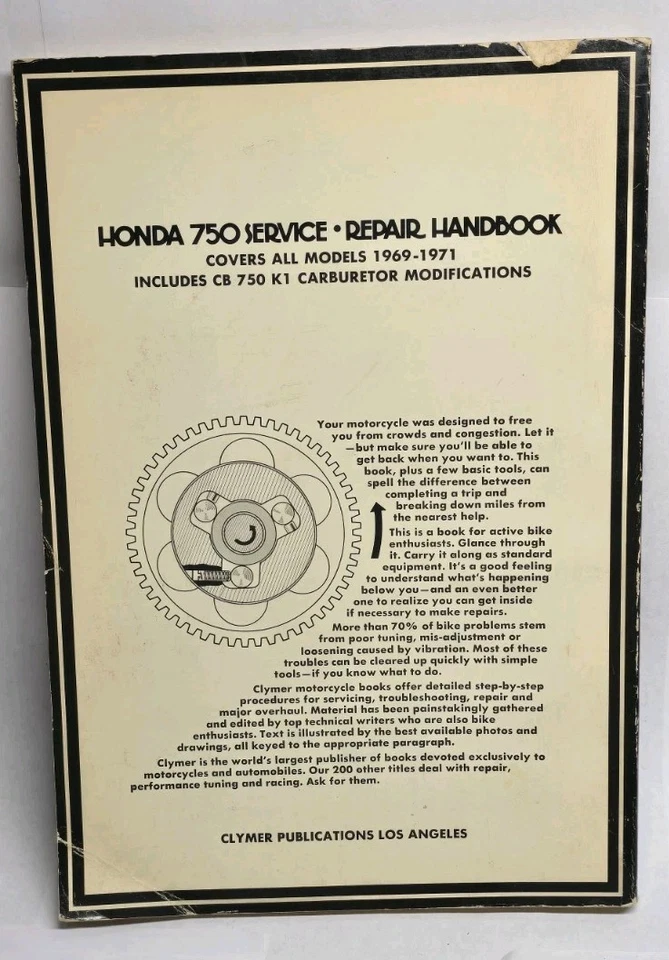 HONDA 750 SERVICE • REPAIR HANDBOOK
COVERS ALL MODELS 1969-1971
INCLUDES CB 750 K1 CARBURETOR MODIFICATIONS
Your motorcycle was designed to free
you from crowds and congestion. Let it
—but make sure you'll be able to
get back when you want to. This
book, plus a few basic tools, can
spell the difference between
completing a trip and
breaking down miles from
the nearest help.
This is a book for active bike
enthusiasts. Glance through
it. Carry it along as standard
equipment. It's a good feeling
to understand what's happening
below you—and an even better
one to realize you can get inside
if necessary to make repairs.
More than 70% of bike problems stem
from poor tuning, mis-adjustment or
loosening caused by vibration. Most of these
troubles can be cleared up quickly with simple
tools—if you know what to do.
Clymer motorcycle books offer detailed step-by-step
procedures for servicing, troubleshooting, repair and
major overhaul. Material has been painstakingly gathered
and edited by top technical writers who are also bike
enthusiasts. Text is illustrated by the best available photos and
drawings, all keyed to the appropriate paragraph.
Clymer is the world's largest publisher of books devoted exclusively to
motorcycles and automobiles. Our 200 other titles deal with repair,
performance tuning and racing. Ask for them.
CLYMER PUBLICATIONS LOS ANGELES